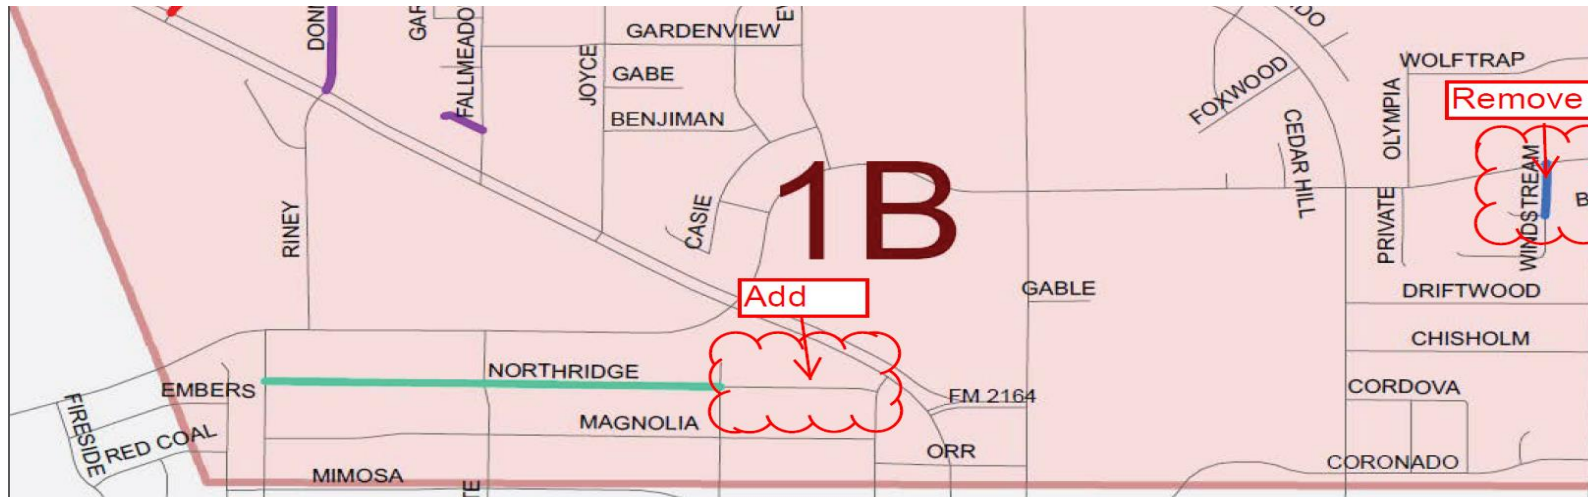 GARDENVIEW
FALLMEADO
JOYCE
GABE
BENJIMAN
WOLFTRAP
FOXWOOD
OLYMPIA
Remove
CEDAR HILL
1B
CASIE
RINEY
WINDSTREAM
PRIVATE
B
Add
GABLE
DRIFTWOOD
CHISHOLM
NORTHRIDGE
EMBERS
FM 2164
CORDOVA
FIRESIDE
RED COAL
MAGNOLIA
ORR
MIMOSA
CORONADO